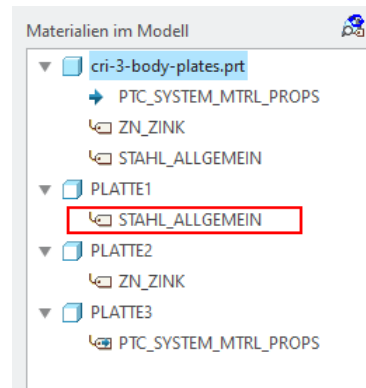 Materialien im Modell
cri-3-body-plates.prt
PTC_SYSTEM_MTRL_PROPS
ZN_ZINK
STAHL_ALLGEMEIN
PLATTE1
STAHL_ALLGEMEIN
PLATTE2
ZN_ZINK
PLATTE3
PTC_SYSTEM_MTRL_PROPS